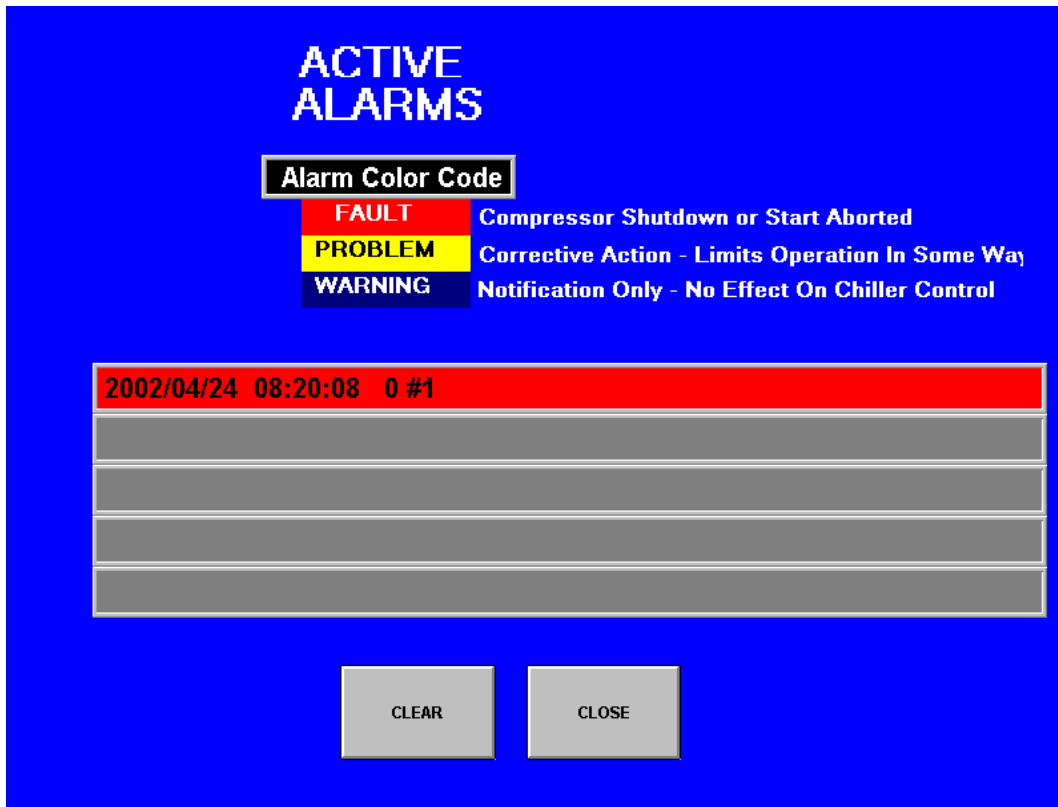 ACTIVE
ALARMS
Alarm Color Code
FAULT Compressor Shutdown or Start Aborted
PROBLEM Corrective Action - Limits Operation In Some Way
WARNING Notification Only - No Effect On Chiller Control
2002/04/24 08:20:08 0 #1
CLEAR CLOSE